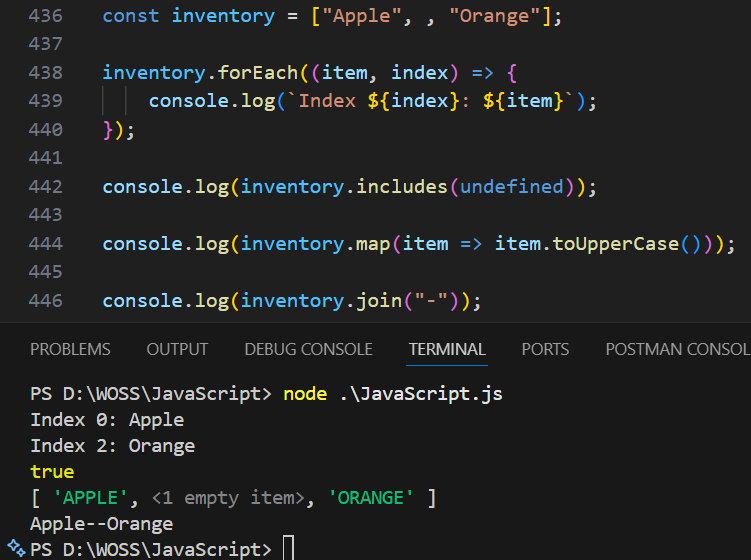 436 const inventory = ["Apple", , "Orange"];
437
438 inventory.forEach((item, index) => {
439     console.log(`Index ${index}: ${item}`);
440 });
441
442 console.log(inventory.includes(undefined));
443
444 console.log(inventory.map(item => item.toUpperCase()));
445
446 console.log(inventory.join("-"));
PROBLEMS OUTPUT DEBUG CONSOLE TERMINAL PORTS POSTMAN CONSOL
PS D:\WOSS\JavaScript> node .\JavaScript.js
Index 0: Apple
Index 2: Orange
true
[ 'APPLE', <1 empty item>, 'ORANGE' ]
Apple--Orange
PS D:\WOSS\JavaScript>